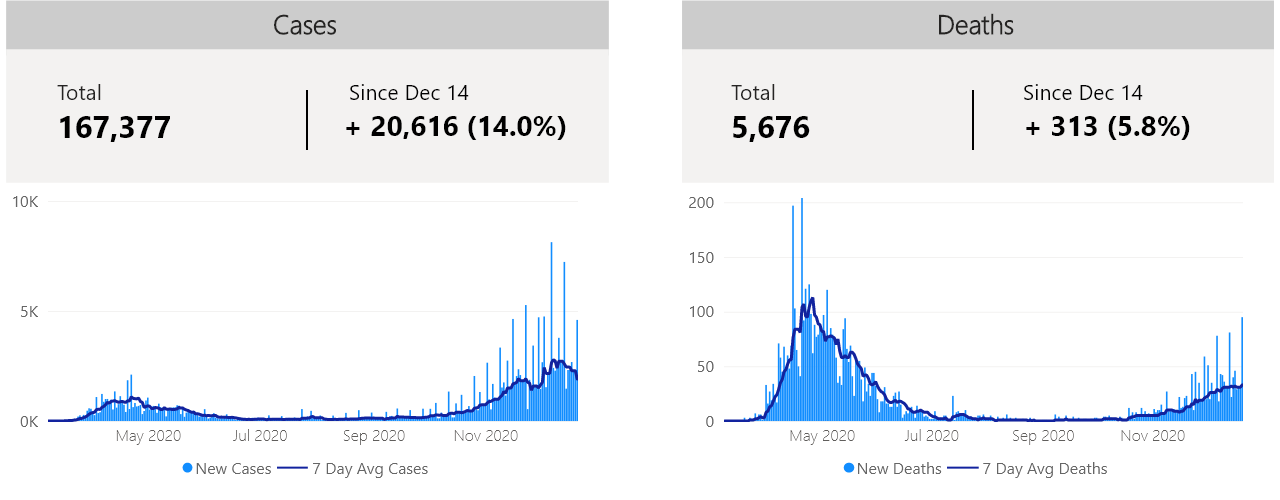 Cases
Total
167,377
Since Dec 14
+ 20,616 (14.0%)
10K
5K
0K
May 2020
Jul 2020
Sep 2020
Nov 2020
New Cases
7 Day Avg Cases
Deaths
Total
5,676
Since Dec 14
+ 313 (5.8%)
200
150
100
50
0
May 2020
Jul 2020
Sep 2020
Nov 2020
New Deaths
7 Day Avg Deaths